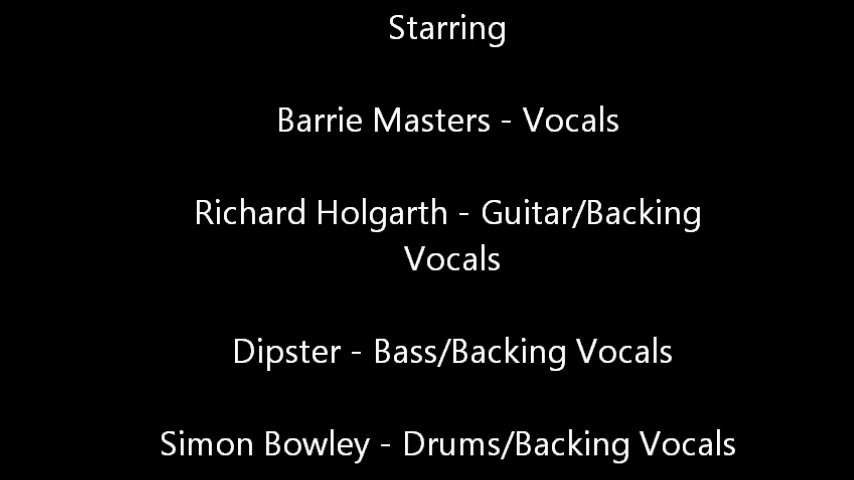 Starring
Barrie Masters - Vocals
Richard Holgarth - Guitar/Backing
Vocals
Dipster - Bass/Backing Vocals
Simon Bowley - Drums/Backing Vocals